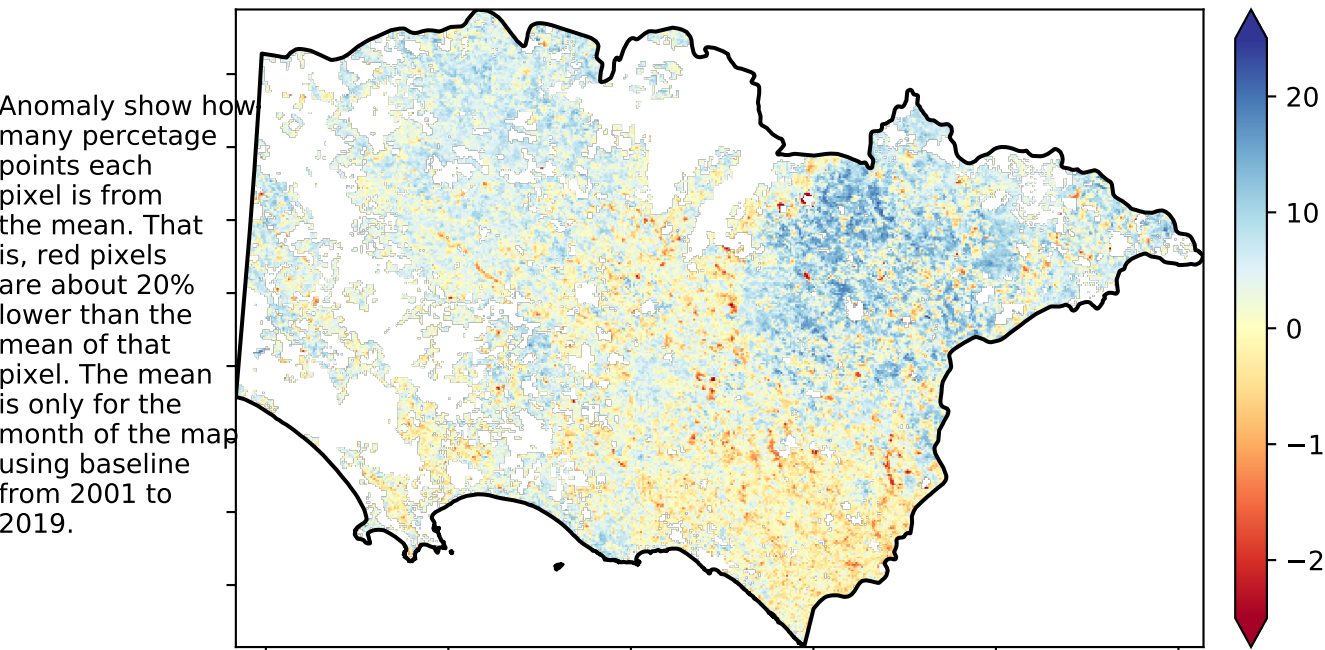 Anomaly show how
many percetage
points each
pixel is from
the mean. That
is, red pixels
are about 20%
lower than the
mean of that
pixel. The mean
is only for the
month of the map
using baseline
from 2001 to
2019.
20
10
0
−1
−2